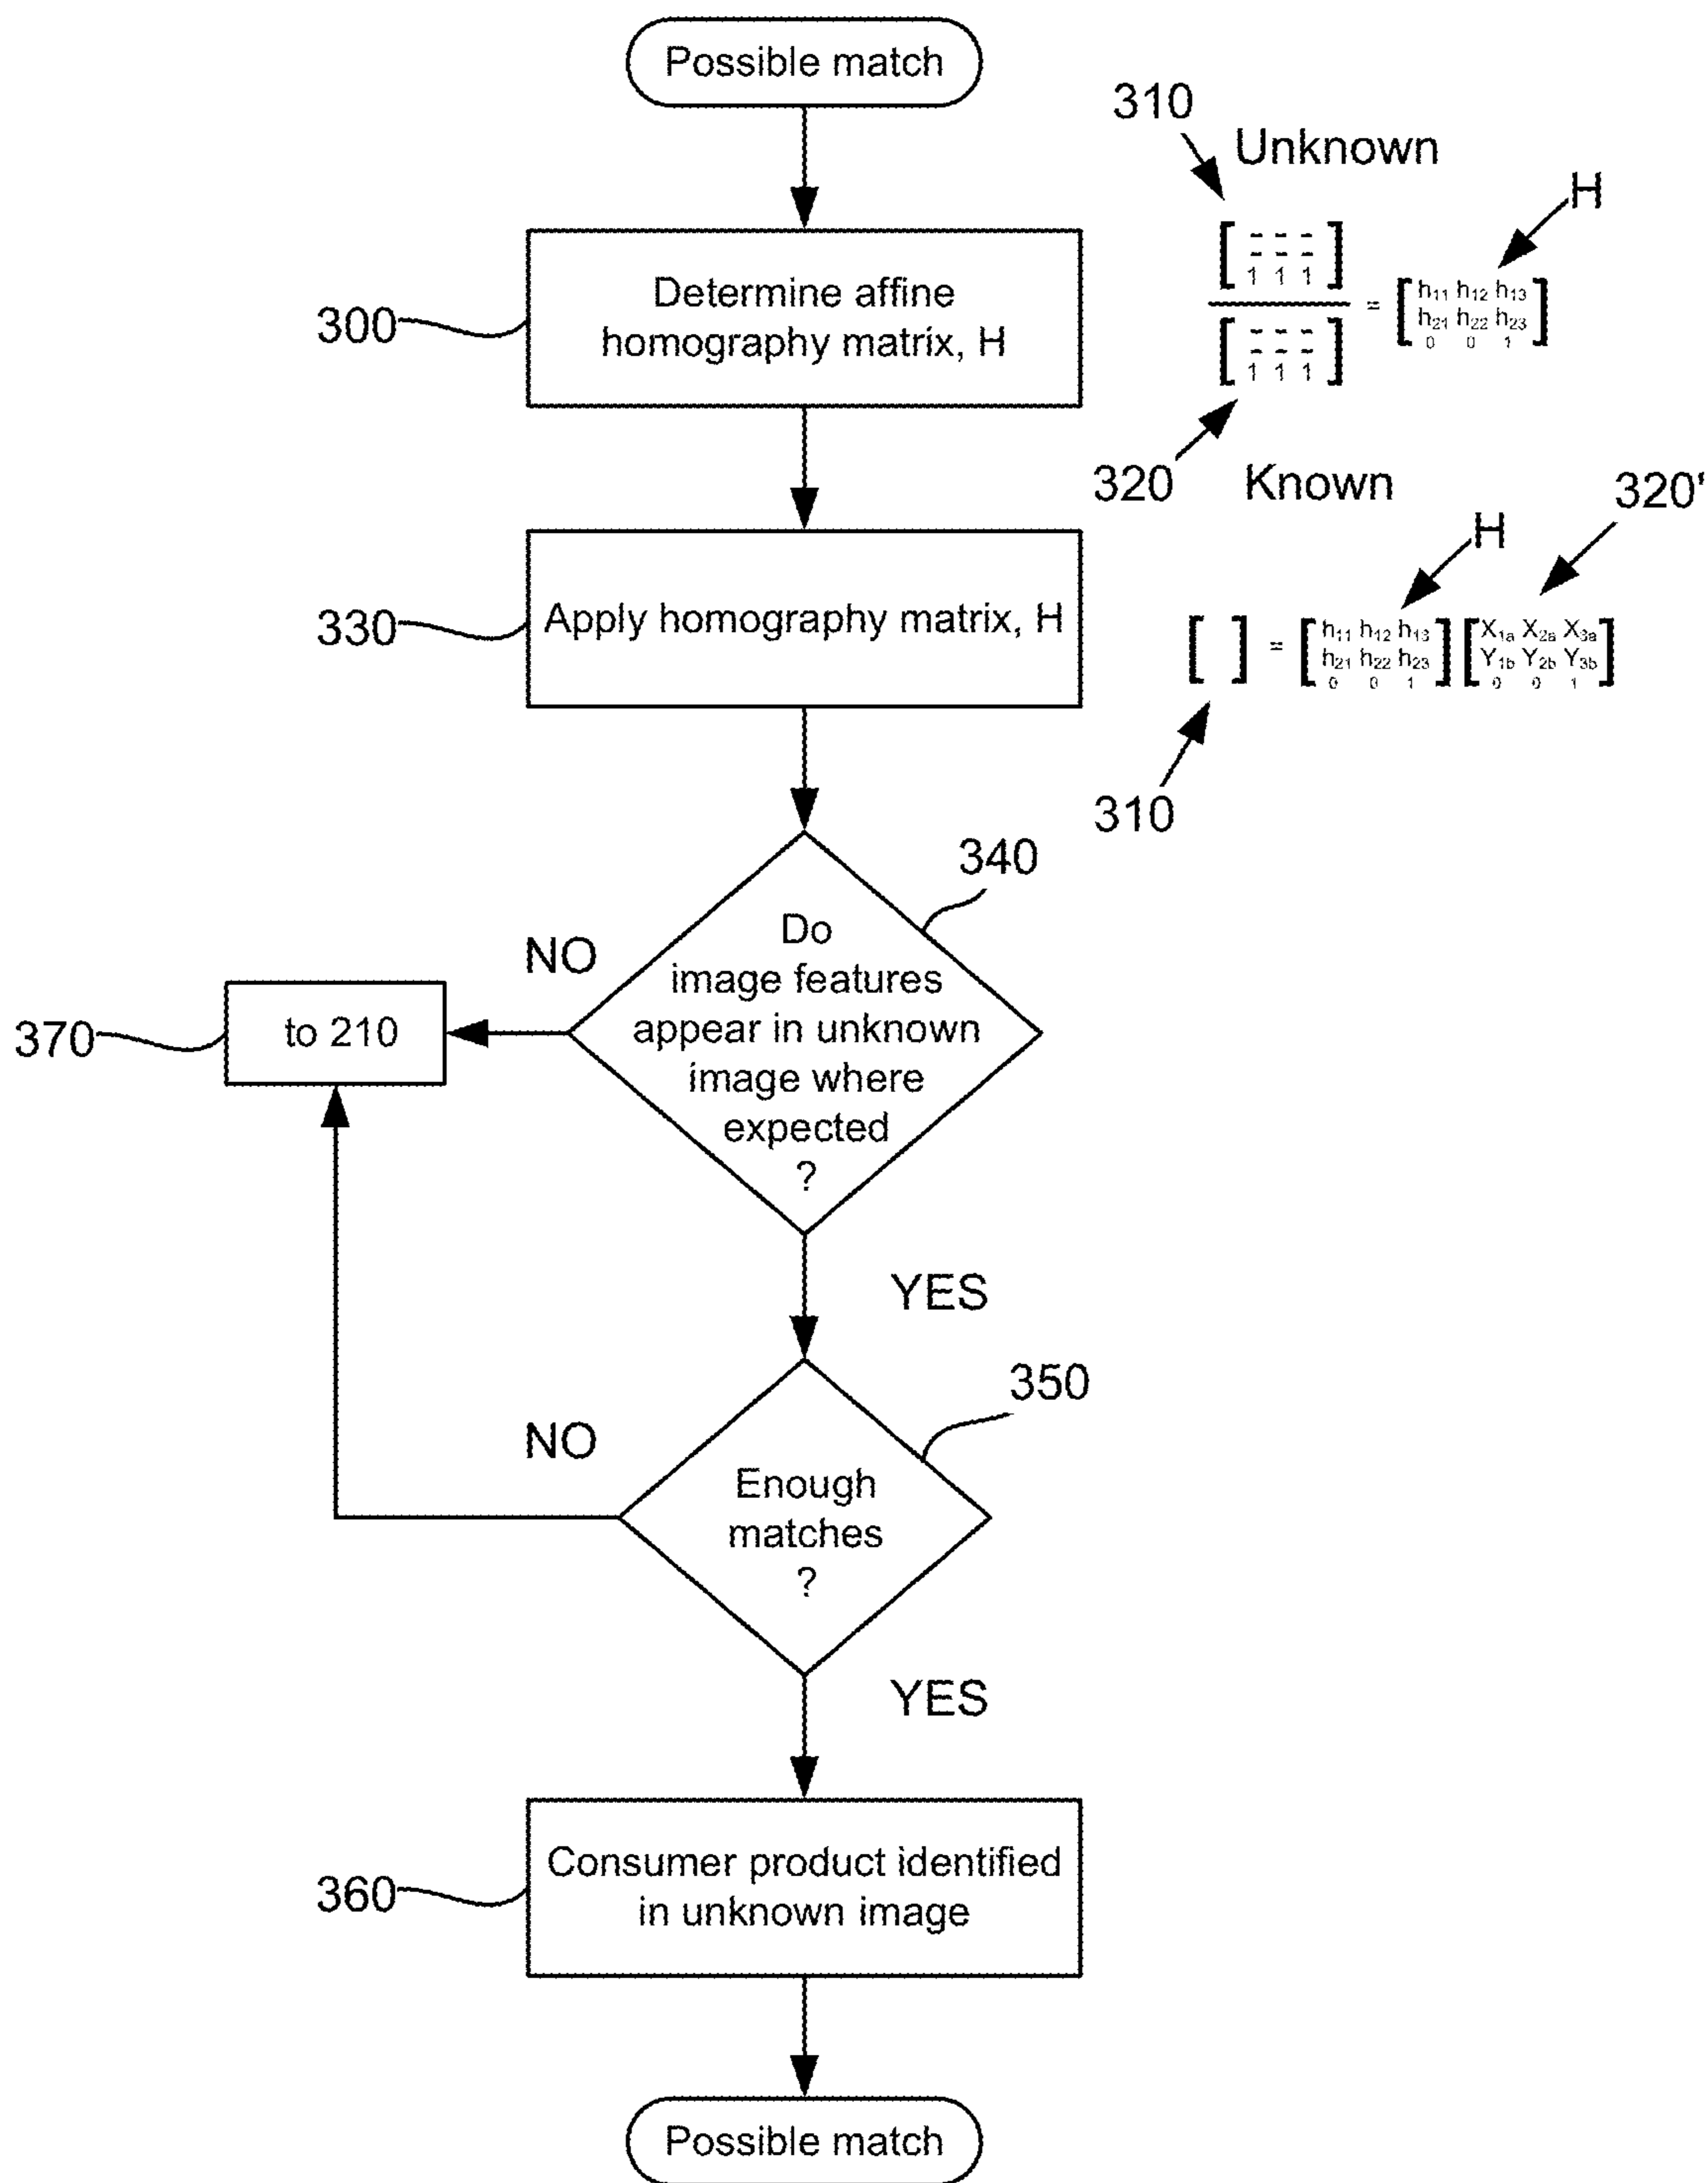 Possible match
310
Unknown
H
[ - - - ]
[ - - - ]
1 1 1
300
Determine affine
homography matrix, H
=
h11 h12 h13
h21 h22 h23
0 0 1
[ - - - ]
[ - - - ]
1 1 1
320
Known
320'
H
330
Apply homography matrix, H
[ ] = [ h11 h12 h13 ] [ X1a X2a X3a ]
h21 h22 h23 Y1b Y2b Y3b
0 0 1 0 0 1
310
340
Do
image features
appear in unknown
image where
expected
?
NO
370
to 210
YES
350
Enough
matches
?
NO
YES
360
Consumer product identified
in unknown image
Possible match